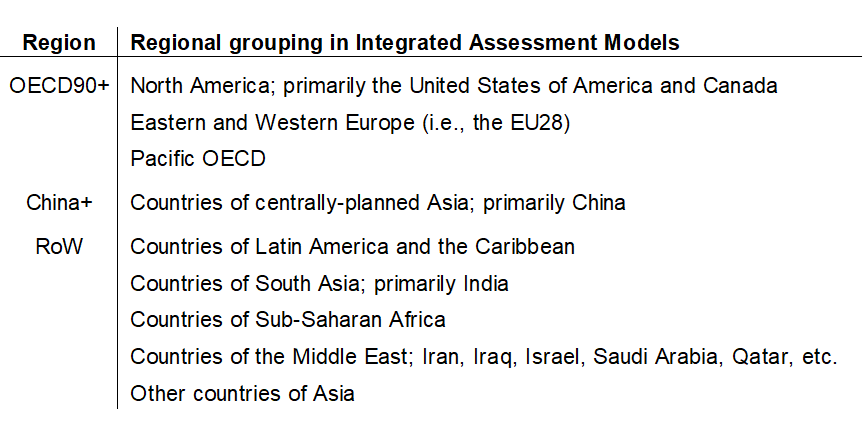 Region Regional grouping in Integrated Assessment Models
OECD90+ North America; primarily the United States of America and Canada
Eastern and Western Europe (i.e., the EU28)
Pacific OECD
China+ Countries of centrally-planned Asia; primarily China
RoW Countries of Latin America and the Caribbean
Countries of South Asia; primarily India
Countries of Sub-Saharan Africa
Countries of the Middle East; Iran, Iraq, Israel, Saudi Arabia, Qatar, etc.
Other countries of Asia